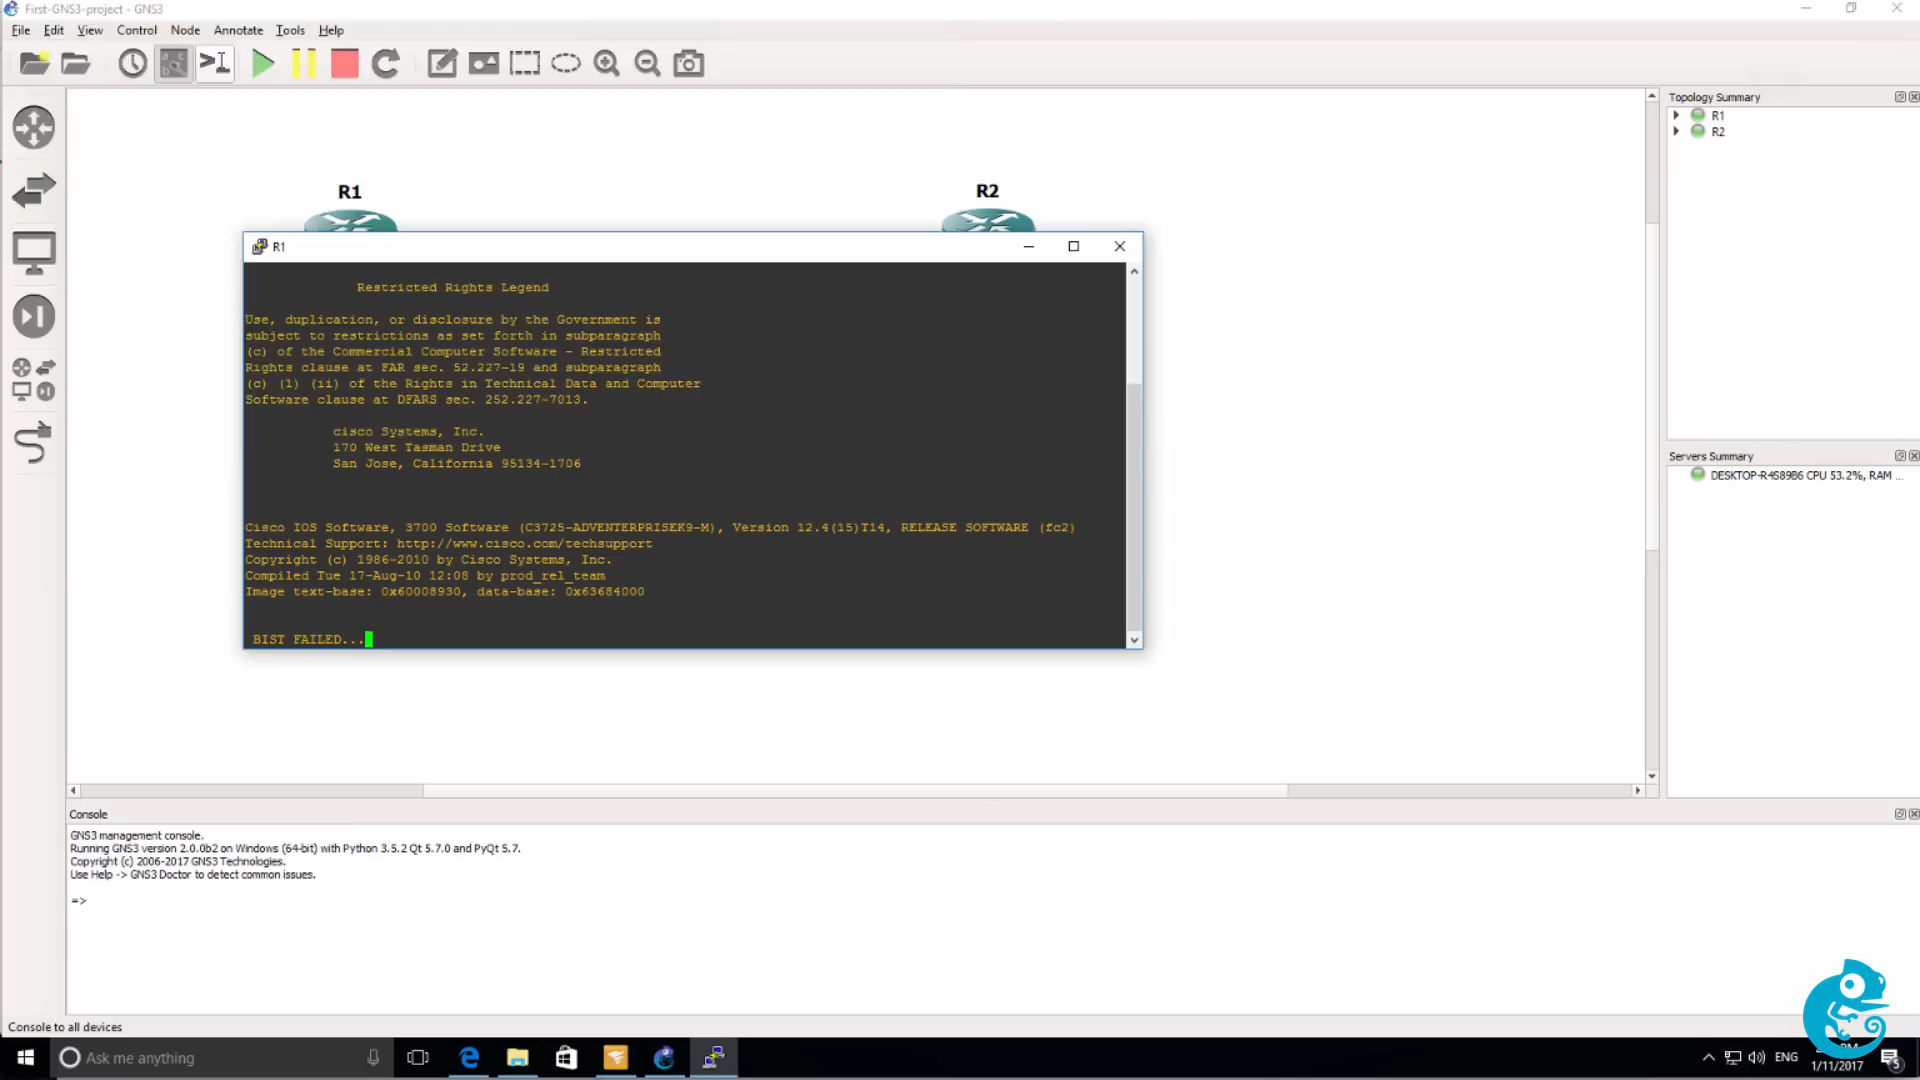 First-GNS3-project - GNS3
File Edit View Control Node Annotate Tools Help
Topology Summary
R1
R2
R1
R2
R1
Restricted Rights Legend
Use, duplication, or disclosure by the Government is
subject to restrictions as set forth in subparagraph
(c) of the Commercial Computer Software - Restricted
Rights clause at FAR sec. 52.227-19 and subparagraph
(c) (1) (ii) of the Rights in Technical Data and Computer
Software clause at DFARS sec. 252.227-7013.
cisco Systems, Inc.
170 West Tasman Drive
San Jose, California 95134-1706
Cisco IOS Software, 3700 Software (C3725-ADVENTERPRISEK9-M), Version 12.4(15)T14, RELEASE SOFTWARE (fc2)
Technical Support: http://www.cisco.com/techsupport
Copyright (c) 1986-2010 by Cisco Systems, Inc.
Compiled Tue 17-Aug-10 12:08 by prod_rel_team
Image text-base: 0x60008930, data-base: 0x63684000
BIST FAILED...
Servers Summary
DESKTOP-R4S89B6 CPU 53.2%, RAM ...
Console
GNS3 management console.
Running GNS3 version 2.0.0b2 on Windows (64-bit) with Python 3.5.2 Qt 5.7.0 and PyQt 5.7.
Copyright (c) 2006-2017 GNS3 Technologies.
Use Help -> GNS3 Doctor to detect common issues.
=>
Console to all devices
Ask me anything
ENG
1/11/2017
5